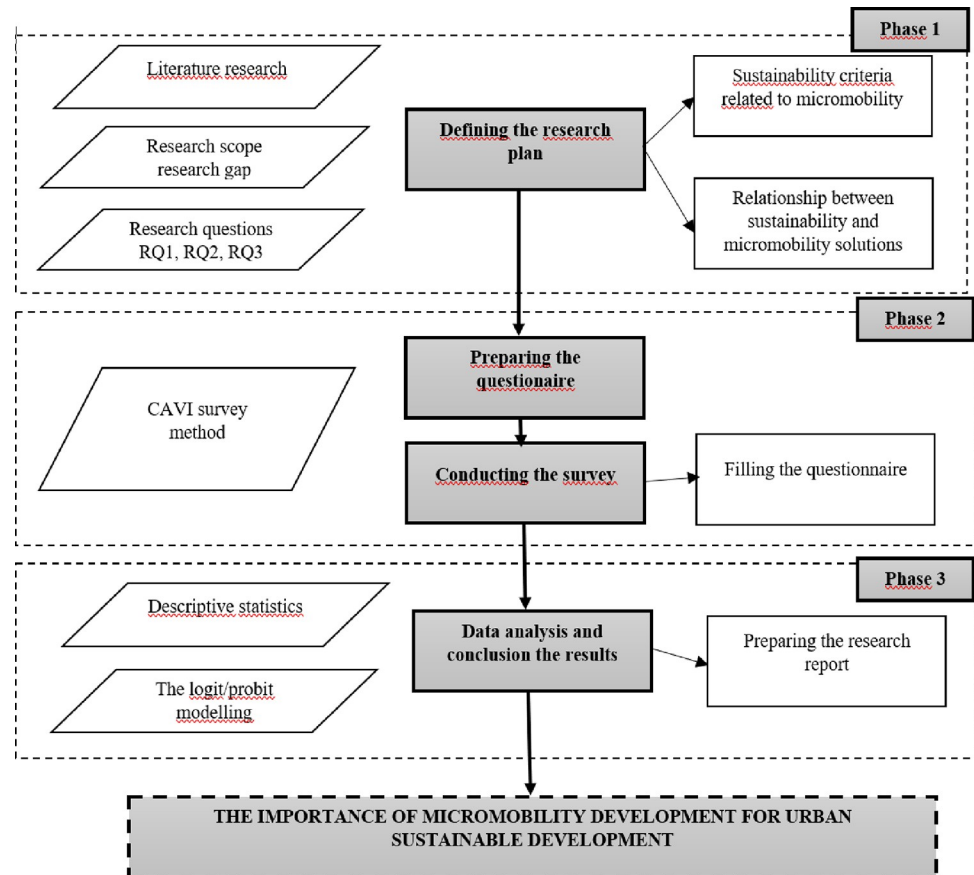 Phase 1
Literature research
Research scope
research gap
Research questions
RQ1, RQ2, RQ3
Defining the research
plan
Sustainability criteria
related to micromobility
Relationship between
sustainability and
micromobility solutions
Phase 2
CAVI survey
method
Preparing the
questionaire
Conducting the survey
Filling the questionnaire
Phase 3
Descriptive statistics
The logit/probit
modelling
Data analysis and
conclusion the results
Preparing the research
report
THE IMPORTANCE OF MICROMOBILITY DEVELOPMENT FOR URBAN
SUSTAINABLE DEVELOPMENT